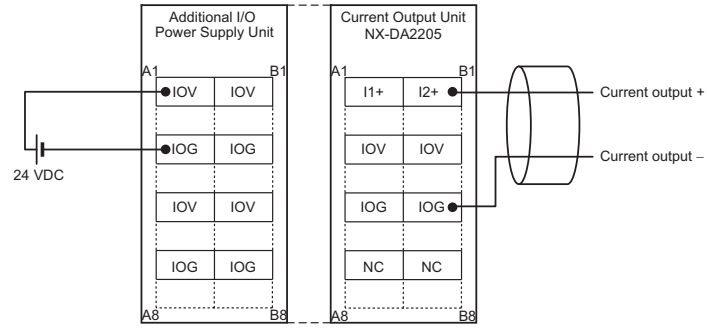 Additional I/O
Power Supply Unit
Current Output Unit
NX-DA2205
A1
B1
A1
B1
IOV
IOV
I1+
I2+
Current output +
IOG
IOG
IOV
IOV
Current output –
24 VDC
IOV
IOV
IOG
IOG
IOG
IOG
NC
NC
A8
B8
A8
B8